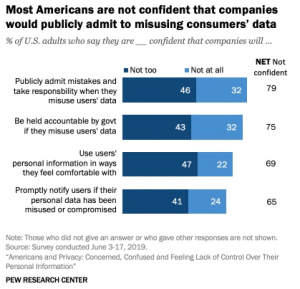 Most Americans are not confident that companies
would publicly admit to misusing consumers' data
% of U.S. adults who say they are __ confident that companies will ...
Not too
Not at all
NET Not
confident
Publicly admit mistakes and
take responsbility when they
misuse users' data
46
32
79
Be held accountable by govt
if they misuse users' data
43
32
75
Use users'
personal information in ways
they feel comfortable with
47
22
69
Promptly notify users if their
personal data has been
misused or compromised
41
24
65
Note: Those who did not give an answer or who gave other responses are not shown.
Source: Survey conducted June 3-17, 2019.
"Americans and Privacy: Concerned, Confused and Feeling Lack of Control Over Their
Personal Information"
PEW RESEARCH CENTER